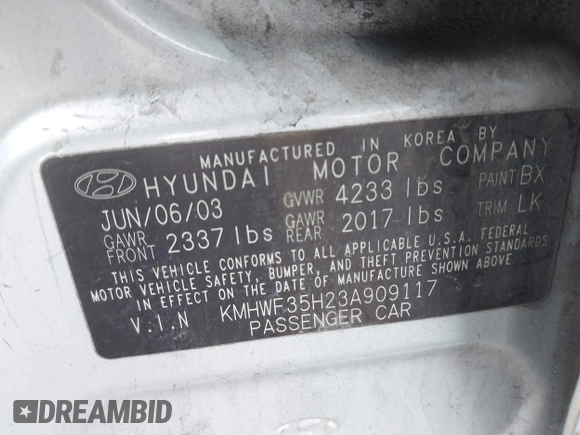 MANUFACTURED IN KOREA BY
HYUNDAI MOTOR COMPANY
JUN/06/03 GVWR 4233 lbs PAINT BX
GAWR FRONT 2337 lbs GAWR REAR 2017 lbs TRIM LK
THIS VEHICLE CONFORMS TO ALL APPLICABLE U.S.A. FEDERAL
MOTOR VEHICLE SAFETY, BUMPER, AND THEFT PREVENTION STANDARDS
IN EFFECT ON THE DATE OF MANUFACTURE SHOWN ABOVE
V.I.N KMHWF35H23A909117
PASSENGER CAR
DREAMBID